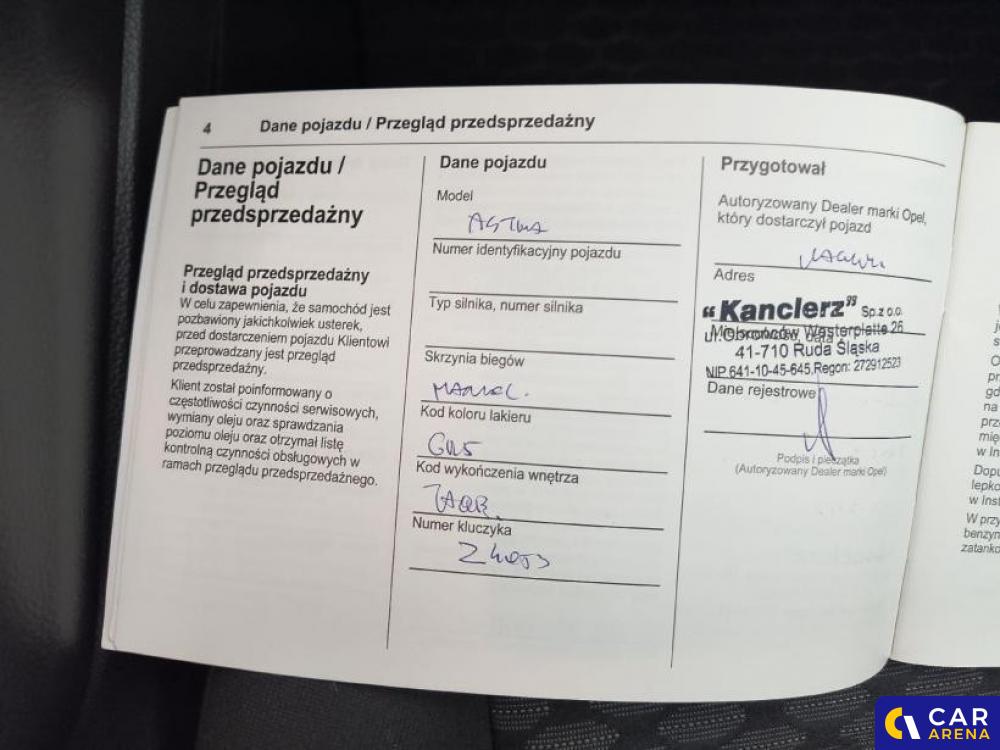 4 Dane pojazdu / Przegląd przedsprzedażny
Dane pojazdu /
Przegląd
przedsprzedażny
Przegląd przedsprzedażny
i dostawa pojazdu
W celu zapewnienia, że samochód jest
pozbawiony jakichkolwiek usterek,
przed dostarczeniem pojazdu Klientowi
przeprowadzany jest przegląd
przedsprzedażny.
Klient został poinformowany o
częstotliwości czynności serwisowych,
wymiany oleju oraz sprawdzania
poziomu oleju oraz otrzymał listę
kontrolną czynności obsługowych w
ramach przeglądu przedsprzedażnego.
Dane pojazdu
Model
ASTRA
Numer identyfikacyjny pojazdu
Typ silnika, numer silnika
Skrzynia biegów
Kod koloru lakieru
Kod wykończenia wnętrza
Numer kluczyka
Przygotował
Autoryzowany Dealer marki Opel,
który dostarczył pojazd
Adres
"Kanclerz" Sp. z o.o.
ul. Obrońców Westerplatte 26
41-710 Ruda Śląska
NIP 641-10-45-645, Regon: 272912523
Dane rejestrowe
Podpis i pieczątka
(Autoryzowany Dealer marki Opel)
CAR
ARENA